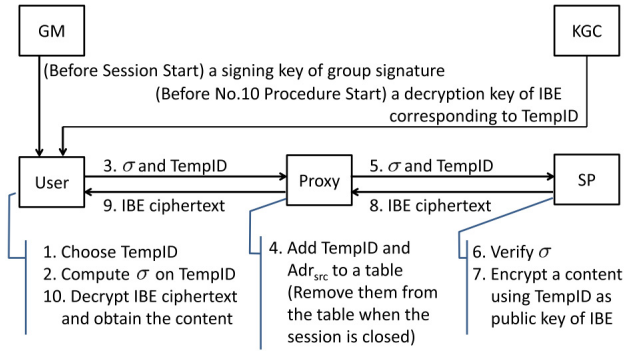 GM
KGC
(Before Session Start) a signing key of group signature
(Before No.10 Procedure Start) a decryption key of IBE
corresponding to TempID
User
3. σ and TempID
9. IBE ciphertext
Proxy
5. σ and TempID
8. IBE ciphertext
SP
1. Choose TempID
2. Compute σ on TempID
10. Decrypt IBE ciphertext
and obtain the content
4. Add TempID and
Adrsrc to a table
(Remove them from
the table when the
session is closed)
6. Verify σ
7. Encrypt a content
using TempID as
public key of IBE